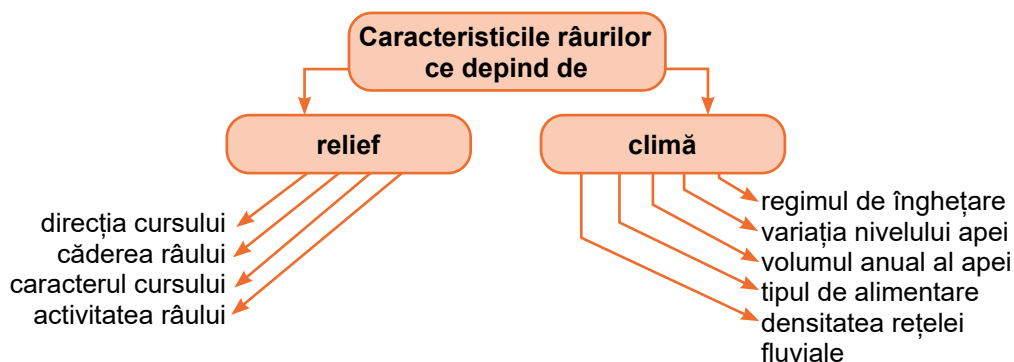 Caracteristicile râurilor
ce depind de
relief
climă
direcția cursului
căderea râului
caracterul cursului
activitatea râului
regimul de înghețare
variația nivelului apei
volumul anual al apei
tipul de alimentare
densitatea rețelei
fluviale